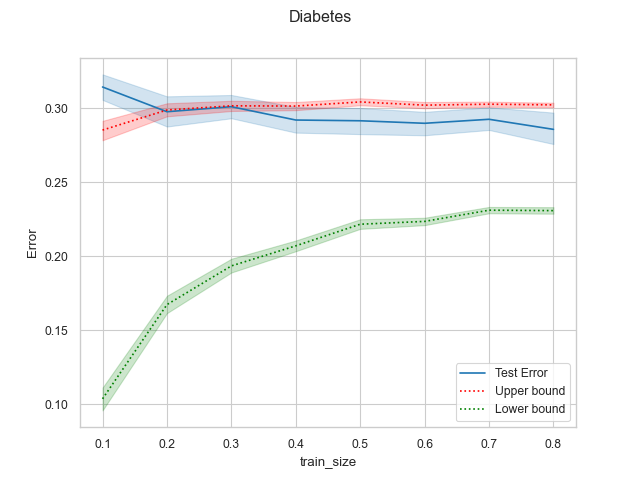 Diabetes
0.30
0.25
0.20
0.15
0.10
Error
0.1 0.2 0.3 0.4 0.5 0.6 0.7 0.8
train_size
Test Error
Upper bound
Lower bound